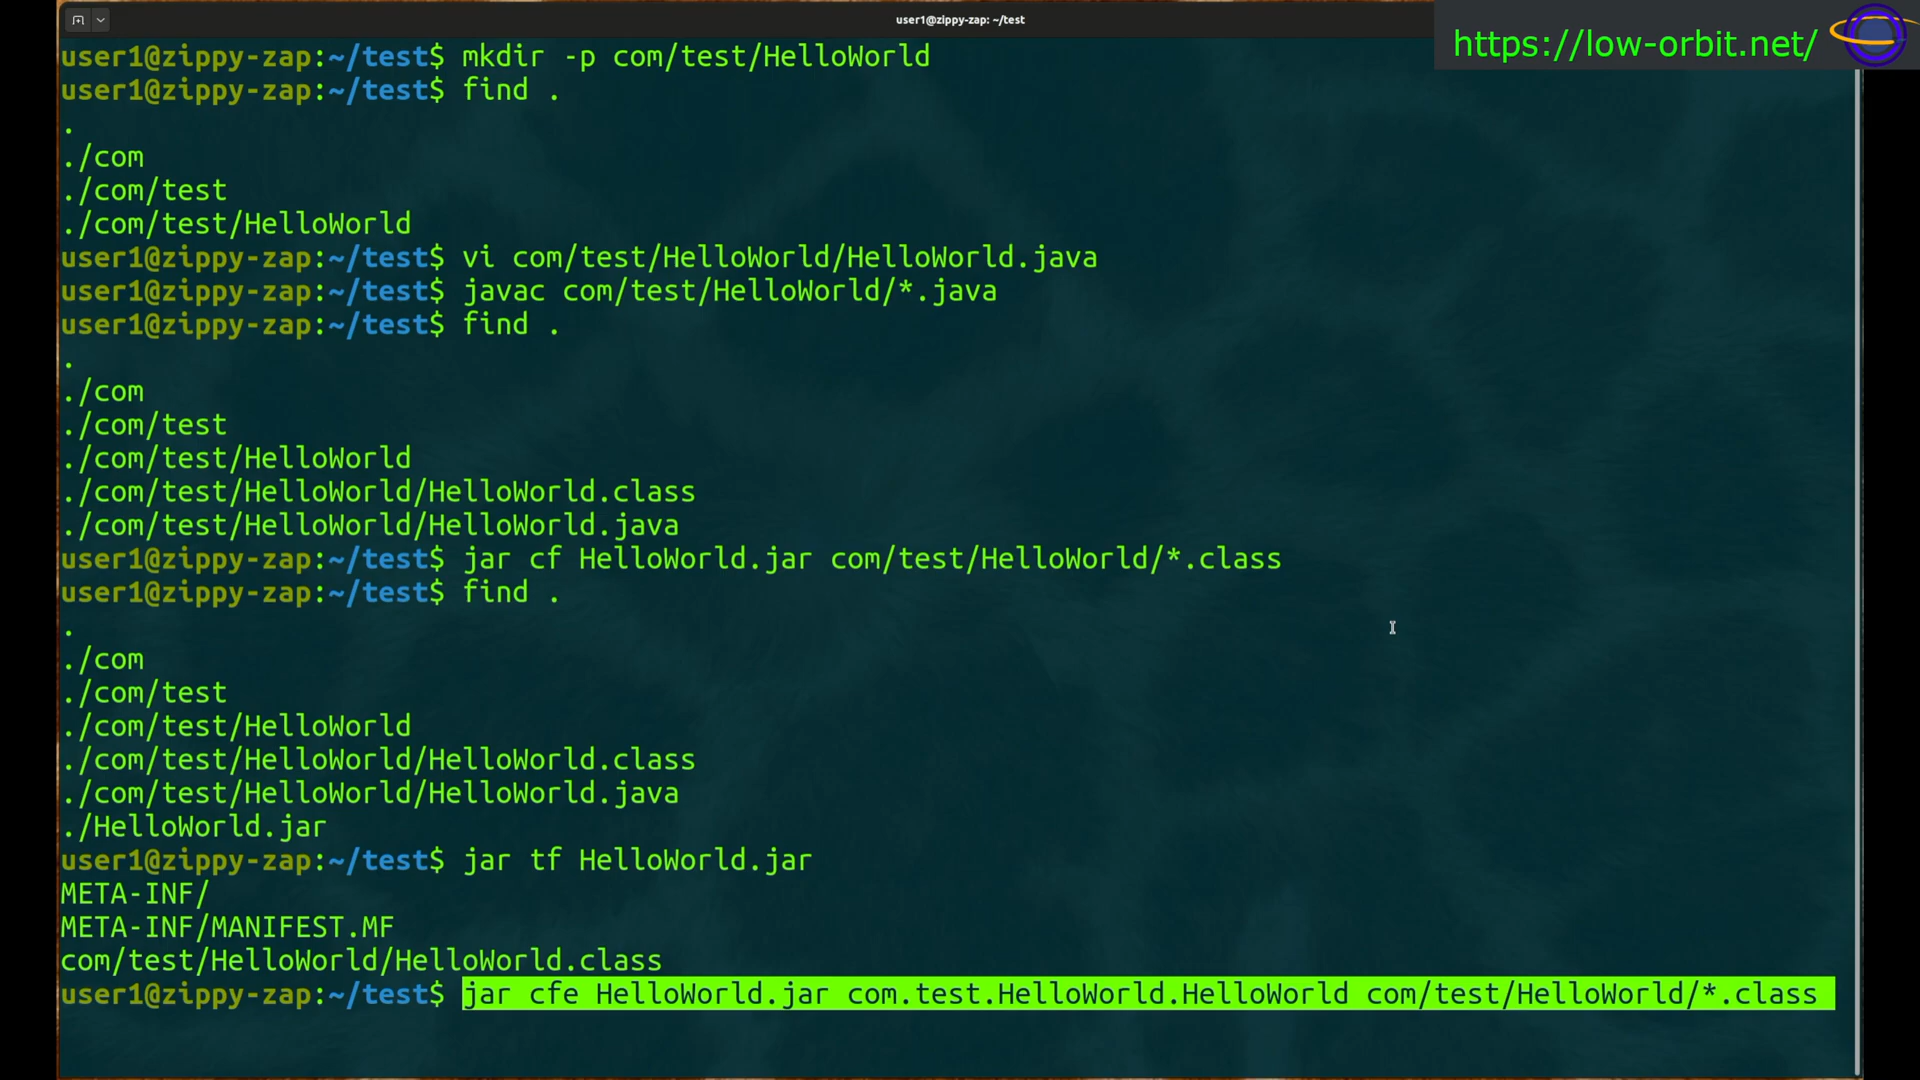 user1@zippy-zap: ~/test
https://low-orbit.net/
user1@zippy-zap:~/test$ mkdir -p com/test/HelloWorld
user1@zippy-zap:~/test$ find .
.
./com
./com/test
./com/test/HelloWorld
user1@zippy-zap:~/test$ vi com/test/HelloWorld/HelloWorld.java
user1@zippy-zap:~/test$ javac com/test/HelloWorld/*.java
user1@zippy-zap:~/test$ find .
.
./com
./com/test
./com/test/HelloWorld
./com/test/HelloWorld/HelloWorld.class
./com/test/HelloWorld/HelloWorld.java
user1@zippy-zap:~/test$ jar cf HelloWorld.jar com/test/HelloWorld/*.class
user1@zippy-zap:~/test$ find .
.
./com
./com/test
./com/test/HelloWorld
./com/test/HelloWorld/HelloWorld.class
./com/test/HelloWorld/HelloWorld.java
./HelloWorld.jar
user1@zippy-zap:~/test$ jar tf HelloWorld.jar
META-INF/
META-INF/MANIFEST.MF
com/test/HelloWorld/HelloWorld.class
user1@zippy-zap:~/test$ jar cfe HelloWorld.jar com.test.HelloWorld.HelloWorld com/test/HelloWorld/*.class